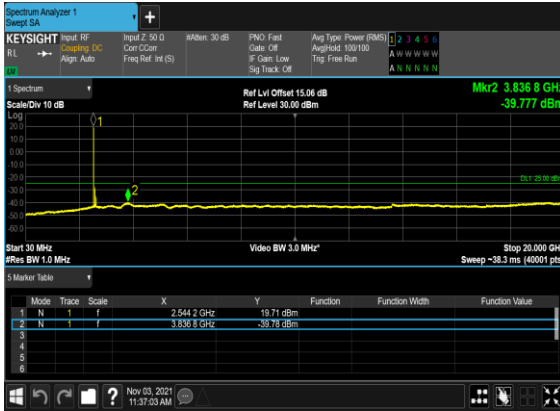 Spectrum Analyzer 1
Swept SA
+
KEYSIGHT
RL
Input: RF
Coupling: DC
Align: Auto
Input Z: 50 Ω
Corr CCorr
Freq Ref: Int (S)
#Atten: 30 dB
PNO: Fast
Gate: Off
IF Gain: Low
Sig Track: Off
Avg Type: Power (RMS)
Avg|Hold: 100/100
Trig: Free Run
1 2 3 4 5 6
A W W W W W
A N N N N N
1 Spectrum
Scale/Div 10 dB
Ref Lvl Offset 15.06 dB
Ref Level 30.00 dBm
Mkr2 3.836 8 GHz
-39.777 dBm
Log
20.0
10.0
0.00
-10.0
-20.0
-30.0
-40.0
-50.0
-60.0
1
2
DL1 -25.00 dBm
Start 30 MHz
#Res BW 1.0 MHz
Video BW 3.0 MHz*
Stop 20.000 GHz
Sweep ~38.3 ms (40001 pts)
5 Marker Table
Mode Trace Scale X Y Function Function Width Function Value
1 N 1 f 2.544 2 GHz 19.71 dBm
2 N 1 f 3.836 8 GHz -39.78 dBm
3
4
5
6
?
Nov 03, 2021
11:37:03 AM